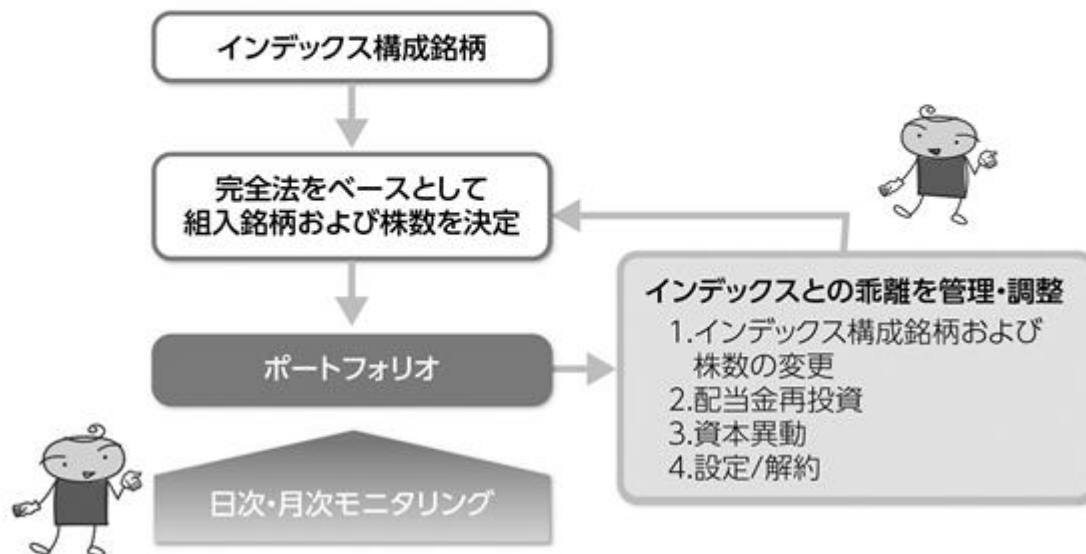 インデックス構成銘柄
完全法をベースとして
組入銘柄および株数を決定
ポートフォリオ
日次・月次モニタリング
インデックスとの乖離を管理・調整
1.インデックス構成銘柄および
株数の変更
2.配当金再投資
3.資本異動
4.設定/解約